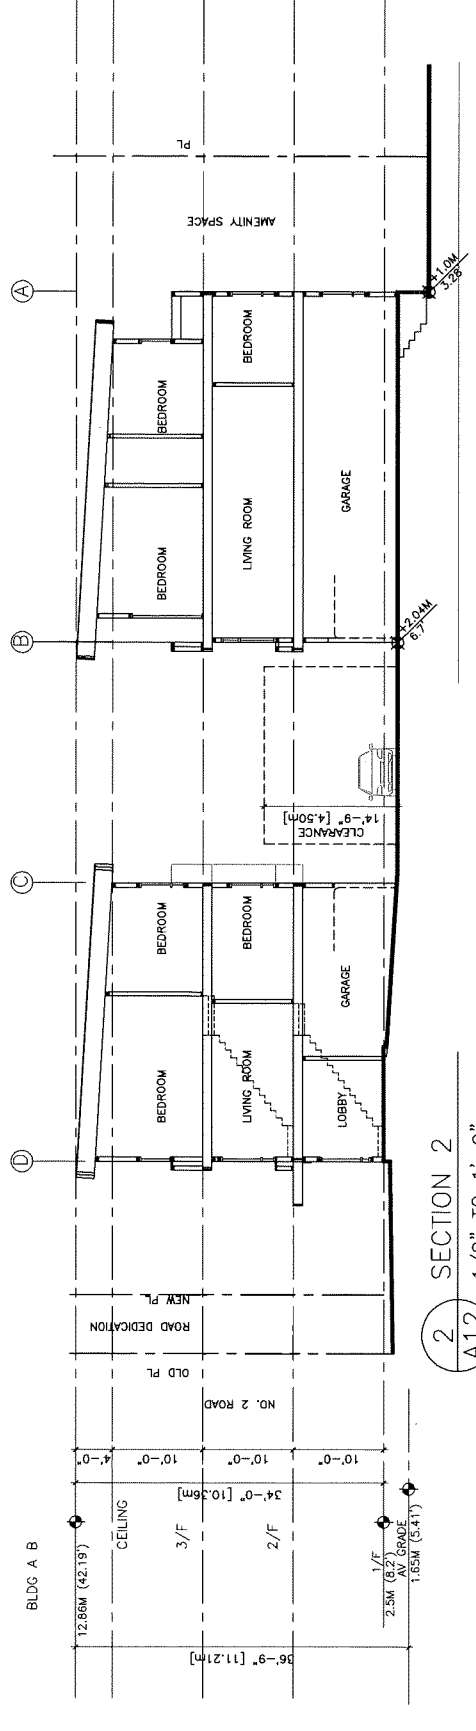 BLDG A B
12.86M (42.19')
CEILING
3/F
2/F
1/F
2.5M (8.2')
AV GRADE
1.65M (5.41')
36'-9" [11.21m]
34'-0" [10.36m]
4'-0"
10'-0"
10'-0"
10'-0"
NO. 2 ROAD
OLD PL
ROAD DEDICATION
NEW PL
D
C
B
A
BEDROOM
BEDROOM
LIVING ROOM
BEDROOM
LOBBY
GARAGE
CLEARANCE
14'-9" [4.50m]
+2.04M
6.7'
BEDROOM
BEDROOM
LIVING ROOM
BEDROOM
GARAGE
+1.0M
3.28'
AMENITY SPACE
PL
2
A12
SECTION 2